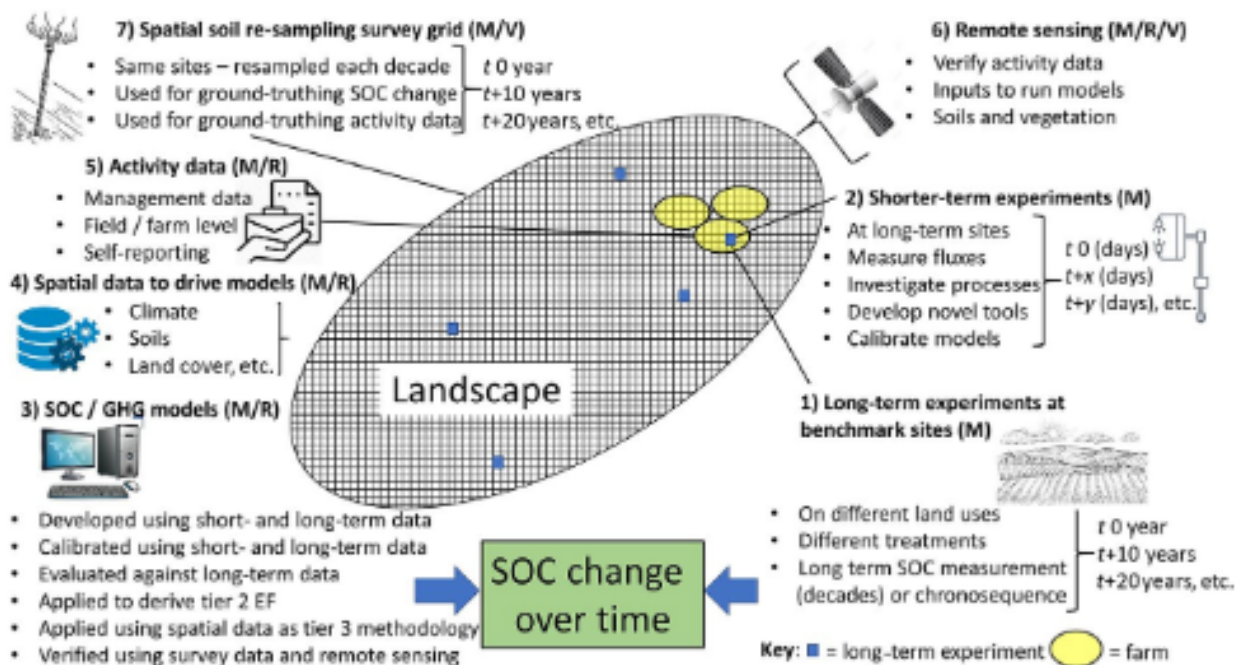 7) Spatial soil re-sampling survey grid (M/V)
• Same sites – resampled each decade
• Used for ground-truthing SOC change
• Used for ground-truthing activity data
t 0 year
t+10 years
t+20years, etc.
6) Remote sensing (M/R/V)
• Verify activity data
• Inputs to run models
• Soils and vegetation
5) Activity data (M/R)
• Management data
• Field / farm level
• Self-reporting
2) Shorter-term experiments (M)
• At long-term sites
• Measure fluxes
• Investigate processes
• Develop novel tools
• Calibrate models
t 0 (days)
t+x (days)
t+y (days), etc.
4) Spatial data to drive models (M/R)
• Climate
• Soils
• Land cover, etc.
Landscape
3) SOC / GHG models (M/R)
• Developed using short- and long-term data
• Calibrated using short- and long-term data
• Evaluated against long-term data
• Applied to derive tier 2 EF
• Applied using spatial data as tier 3 methodology
• Verified using survey data and remote sensing
1) Long-term experiments at
benchmark sites (M)
• On different land uses
• Different treatments
• Long term SOC measurement
(decades) or chronosequence
t 0 year
t+10 years
t+20years, etc.
SOC change
over time
Key: = long-term experiment = farm